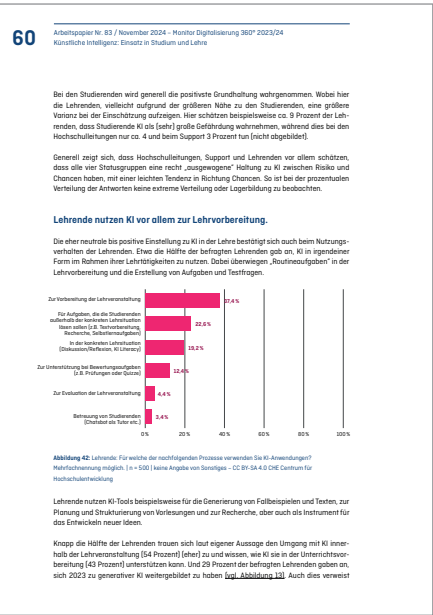 60
Arbeitspapier Nr. 83 / November 2024 – Monitor Digitalisierung 360° 2023/24
Künstliche Intelligenz: Einsatz in Studium und Lehre
Bei den Studierenden wird generell die positivste Grundhaltung wahrgenommen. Wobei hier
die Lehrenden, vielleicht aufgrund der größeren Nähe zu den Studierenden, eine größere
Varianz bei der Einschätzung aufzeigen. Hier schätzen beispielsweise ca. 9 Prozent der Leh-
renden, dass Studierende KI als (sehr) große Gefährdung wahrnehmen, während dies bei den
Hochschulleitungen nur ca. 4 und beim Support 3 Prozent tun (nicht abgebildet).
Generell zeigt sich, dass Hochschulleitungen, Support und Lehrenden vor allem schätzen,
dass alle vier Statusgruppen eine recht „ausgewogene" Haltung zu KI zwischen Risiko und
Chancen haben, mit einer leichten Tendenz in Richtung Chancen. So ist bei der prozentualen
Verteilung der Antworten keine extreme Verteilung oder Lagerbildung zu beobachten.
Lehrende nutzen KI vor allem zur Lehrvorbereitung.
Die eher neutrale bis positive Einstellung zu KI in der Lehre bestätigt sich auch beim Nutzungs-
verhalten der Lehrenden. Etwa die Hälfte der befragten Lehrenden gab an, KI in irgendeiner
Form im Rahmen ihrer Lehrtätigkeiten zu nutzen. Dabei überwiegen „Routineaufgaben" in der
Lehrvorbereitung und die Erstellung von Aufgaben und Testfragen.
Zur Vorbereitung der Lehrveranstaltung
37,4 %
Für Aufgaben, die die Studierenden
außerhalb der konkreten Lehrsituation
lösen sollen (z.B. Textvorbereitung,
Recherche, Selbstlernaufgaben)
22,8 %
In der konkreten Lehrsituation
(Diskussion/Reflexion, KI Literacy)
19,2 %
Zur Unterstützung bei Bewertungsaufgaben
(z.B. Prüfungen oder Quizze)
12,4 %
Zur Evaluation der Lehrveranstaltung
4,4 %
Betreuung von Studierenden
(Chatsbot als Tutor etc.)
3,4 %
0 % 20 % 40 % 60 % 80 % 100 %
Abbildung 42: Lehrende: Für welche der nachfolgenden Prozesse verwenden Sie KI-Anwendungen?
Mehrfachnennung möglich. | n = 500 | keine Angabe von Sonstiges – CC BY-SA 4.0 CHE Centrum für
Hochschulentwicklung
Lehrende nutzen KI-Tools beispielsweise für die Generierung von Fallbeispielen und Texten, zur
Planung und Strukturierung von Vorlesungen und zur Recherche, aber auch als Instrument für
das Entwickeln neuer Ideen.
Knapp die Hälfte der Lehrenden trauen sich laut eigener Aussage den Umgang mit KI inner-
halb der Lehrveranstaltung (54 Prozent) (eher) zu und wissen, wie KI sie in der Unterrichtsvor-
bereitung (43 Prozent) unterstützen kann. Und 29 Prozent der befragten Lehrenden gaben an,
sich 2023 zu generativer KI weitergebildet zu haben (vgl. Abbildung 13). Auch dies verweist